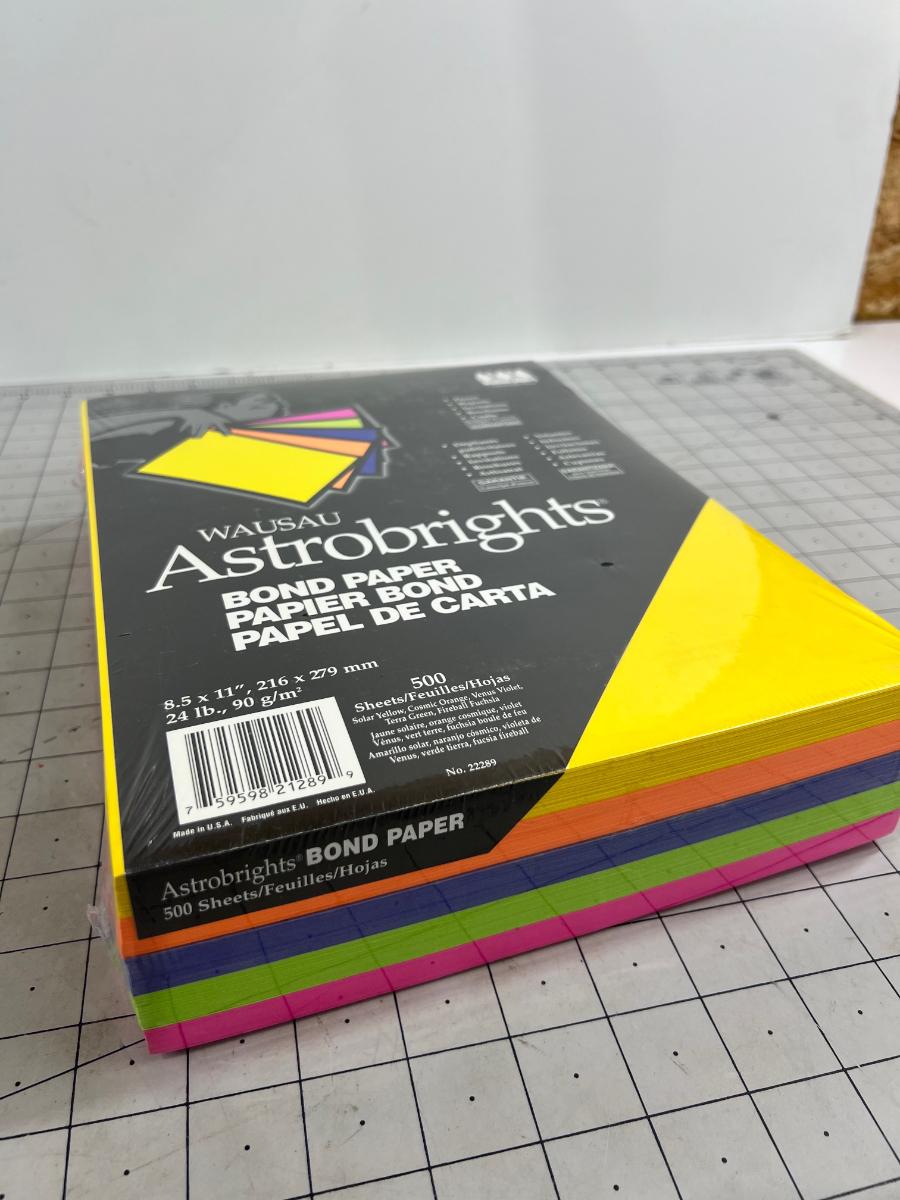 WAUSAU
Astrobrights®
BOND PAPER
PAPIER BOND
PAPEL DE CARTA
8.5 x 11", 216 x 279 mm
24 lb., 90 g/m²
500
Sheets/Feuilles/Hojas
Solar Yellow, Cosmic Orange, Venus Violet,
Terra Green, Fireball Fuchsia
Jaune solaire, orange cosmique, violet
Vénus, vert terre, fuchsia boule de feu
Amarillo solar, naranjo cósmico, violeta de
Venus, verde tierra, fucsia fireball
No. 22289
7 59598 21289 9
Made in U.S.A. Fabriqué aux E.U. Hecho en E.U.A.
Astrobrights® BOND PAPER
500 Sheets/Feuilles/Hojas